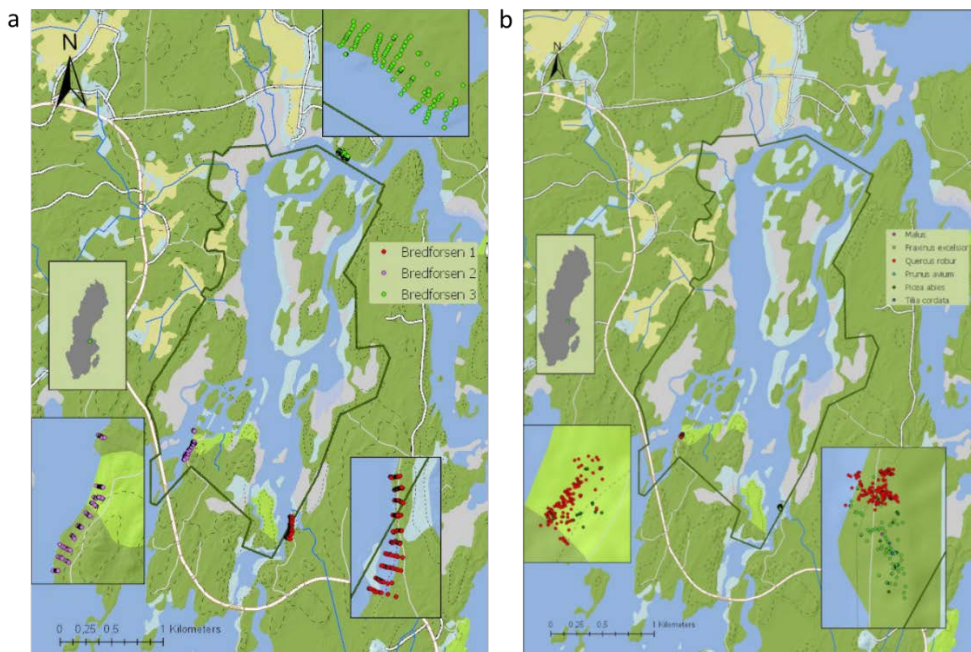 a
N
Bredforsen 1
Bredforsen 2
Bredforsen 3
0 0,25 0,5 1 Kilometers
b
N
Malus
Fraxinus excelsior
Quercus robur
Prunus avium
Picea abies
Tilia cordata
0 0,25 0,5 1 Kilometers